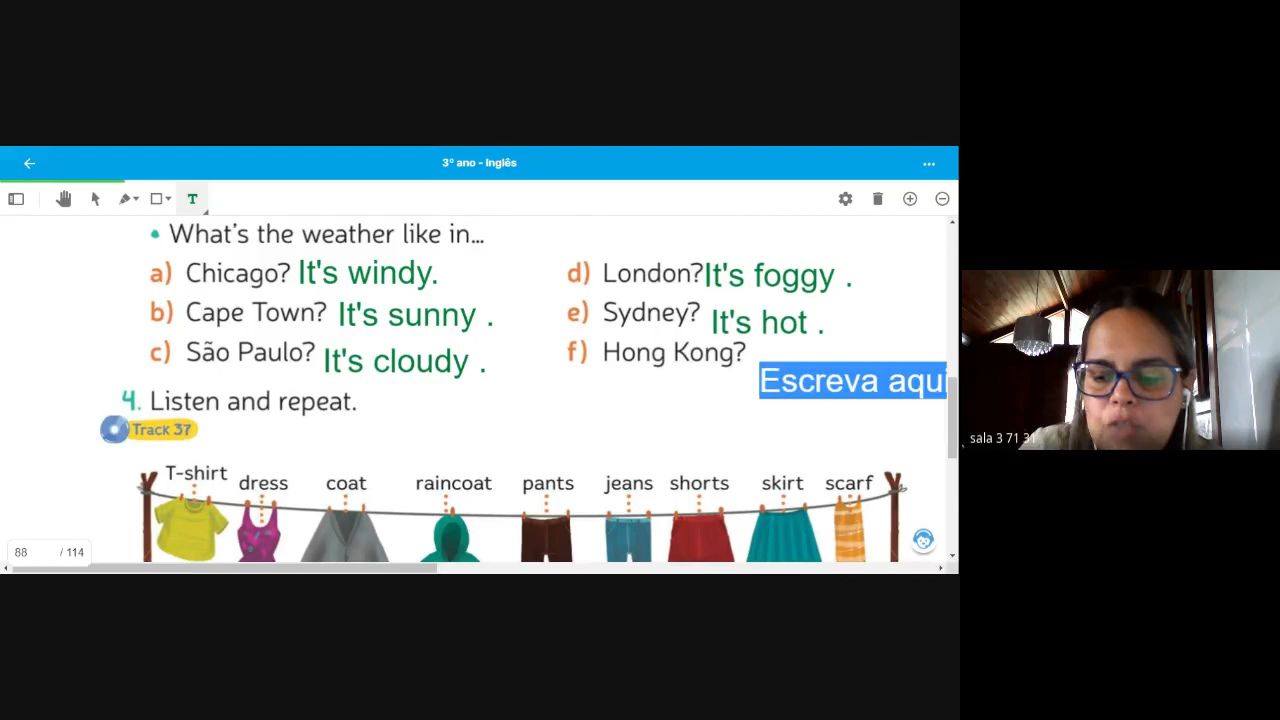 3º ano - Inglês
• What's the weather like in...
a) Chicago? It's windy.
d) London? It's foggy .
b) Cape Town? It's sunny .
e) Sydney? It's hot .
c) São Paulo? It's cloudy .
f) Hong Kong?
Escreva aqui
4. Listen and repeat.
Track 37
T-shirt dress coat raincoat pants jeans shorts skirt scarf
88 / 114
sala 3 71 31